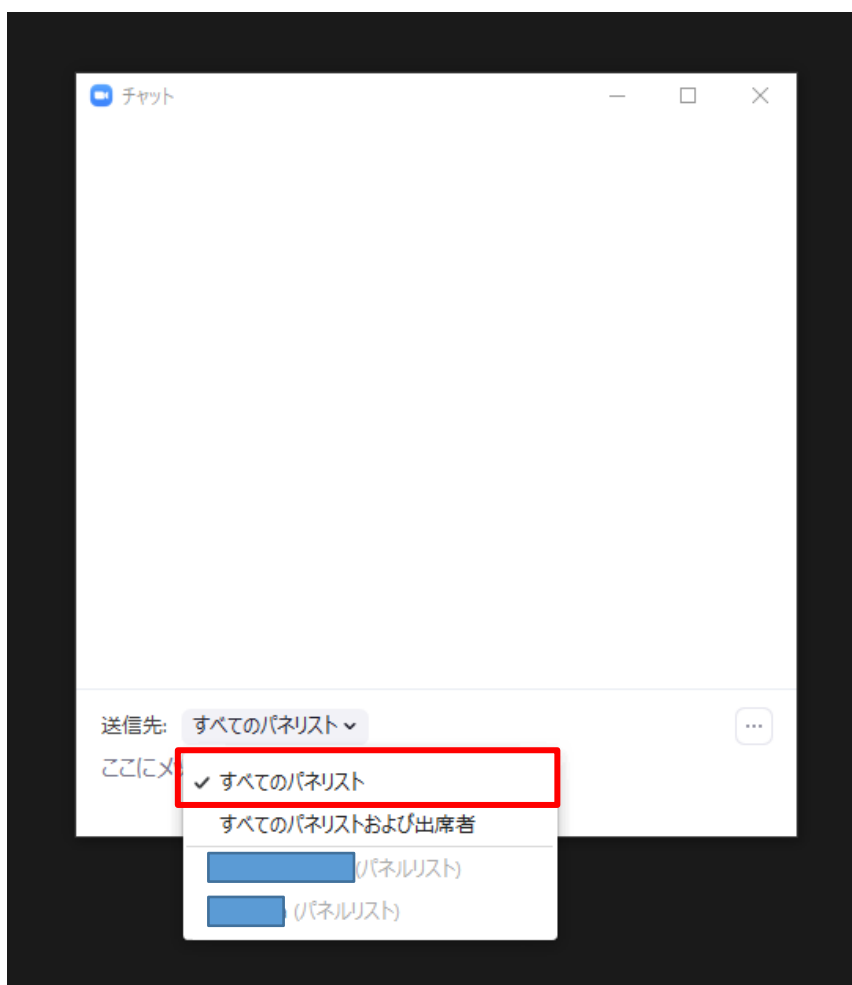 チャット
送信先: すべてのパネリスト
ここにメ
すべてのパネリスト
すべてのパネリストおよび出席者
(パネルリスト)
(パネルリスト)